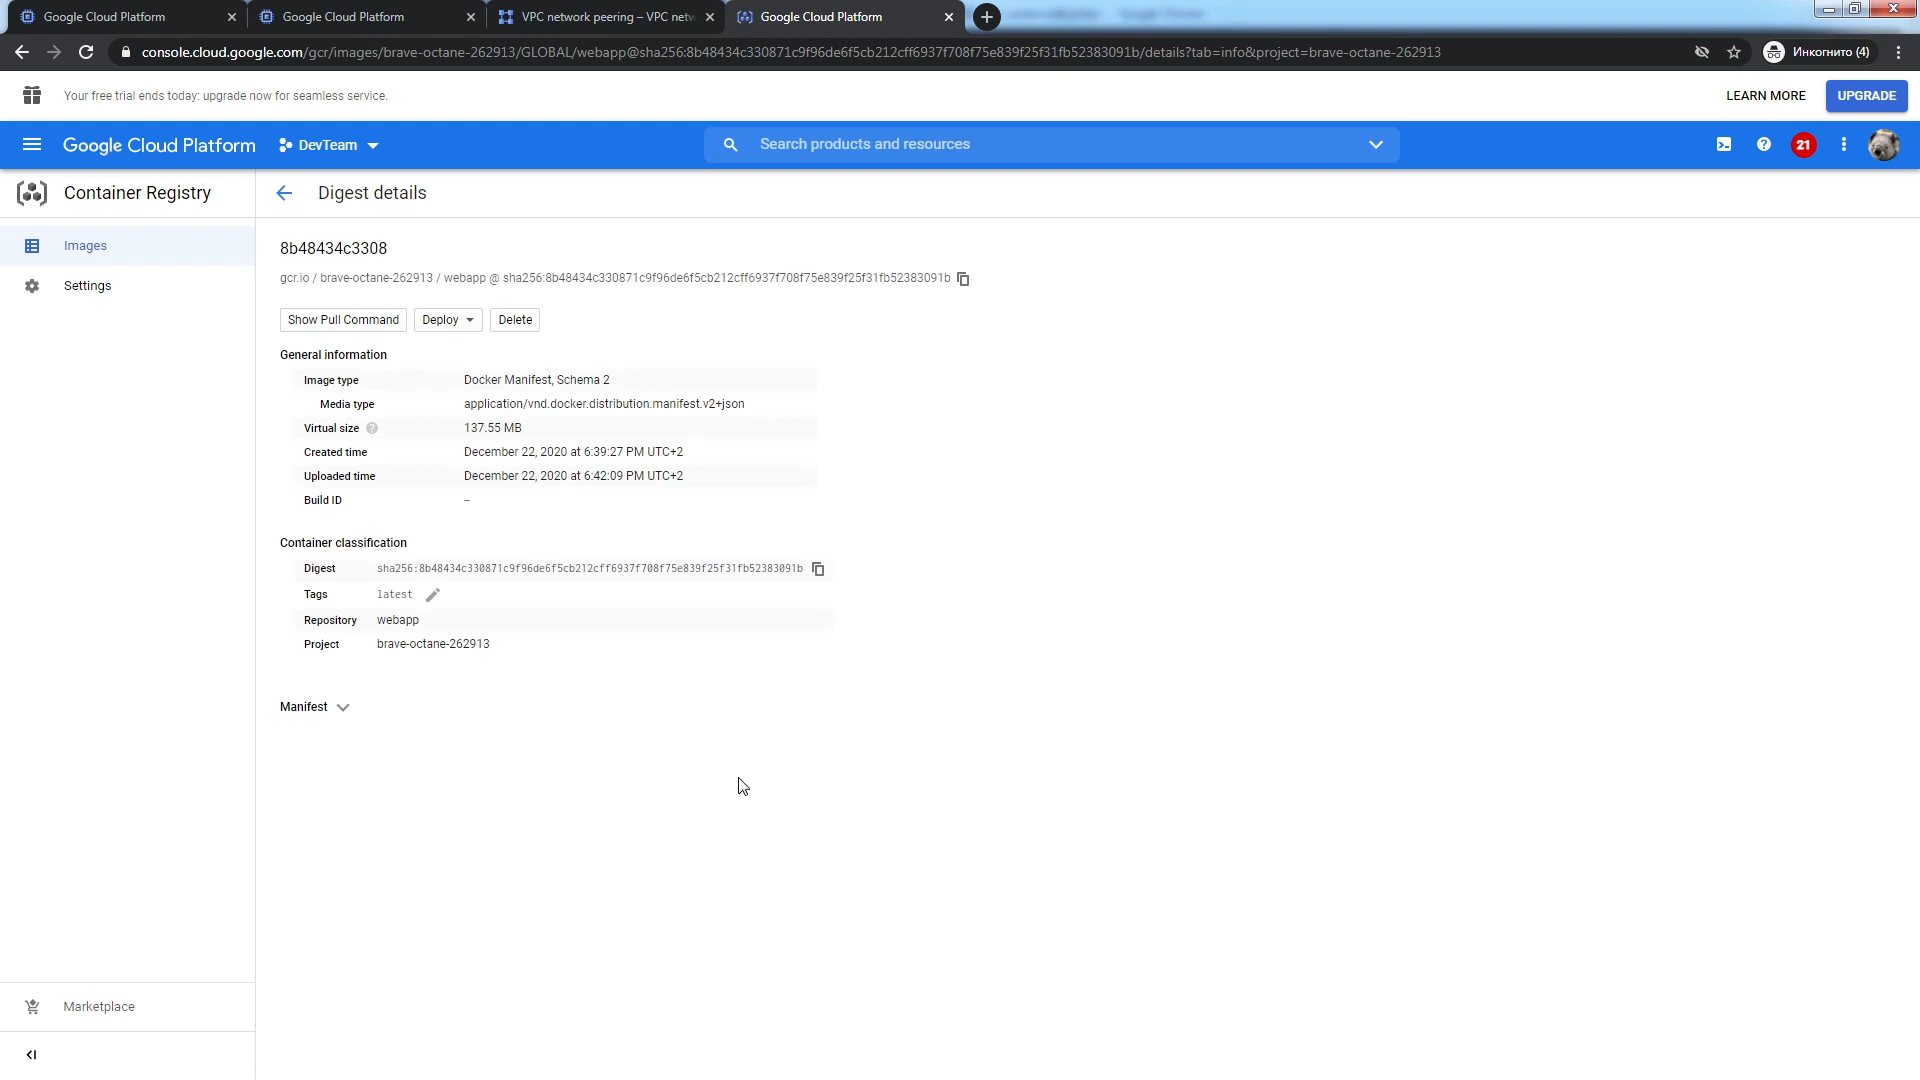 Google Cloud Platform
Google Cloud Platform
VPC network peering – VPC netw
Google Cloud Platform
console.cloud.google.com/gcr/images/brave-octane-262913/GLOBAL/webapp@sha256:8b48434c330871c9f96de6f5cb212cff6937f708f75e839f25f31fb52383091b/details?tab=info&project=brave-octane-262913
Инкогнито (4)
Your free trial ends today: upgrade now for seamless service.
LEARN MORE
UPGRADE
Google Cloud Platform
DevTeam
Search products and resources
21
Container Registry
Digest details
Images
Settings
8b48434c3308
gcr.io / brave-octane-262913 / webapp @ sha256:8b48434c330871c9f96de6f5cb212cff6937f708f75e839f25f31fb52383091b
Show Pull Command
Deploy
Delete
General information
Image type Docker Manifest, Schema 2
Media type application/vnd.docker.distribution.manifest.v2+json
Virtual size 137.55 MB
Created time December 22, 2020 at 6:39:27 PM UTC+2
Uploaded time December 22, 2020 at 6:42:09 PM UTC+2
Build ID –
Container classification
Digest sha256:8b48434c330871c9f96de6f5cb212cff6937f708f75e839f25f31fb52383091b
Tags latest
Repository webapp
Project brave-octane-262913
Manifest
Marketplace